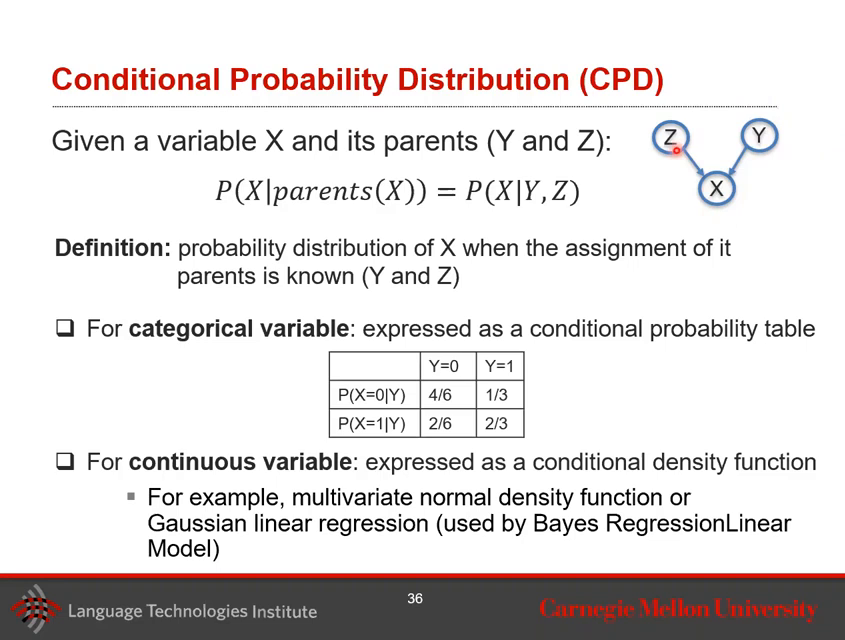 Conditional Probability Distribution (CPD)
Given a variable X and its parents (Y and Z):
Z
Y
X
P(X|parents(X)) = P(X|Y, Z)
Definition: probability distribution of X when the assignment of it
parents is known (Y and Z)
For categorical variable: expressed as a conditional probability table
Y=0 Y=1
P(X=0|Y) 4/6 1/3
P(X=1|Y) 2/6 2/3
For continuous variable: expressed as a conditional density function
For example, multivariate normal density function or
Gaussian linear regression (used by Bayes RegressionLinear
Model)
36
Language Technologies Institute
Carnegie Mellon University